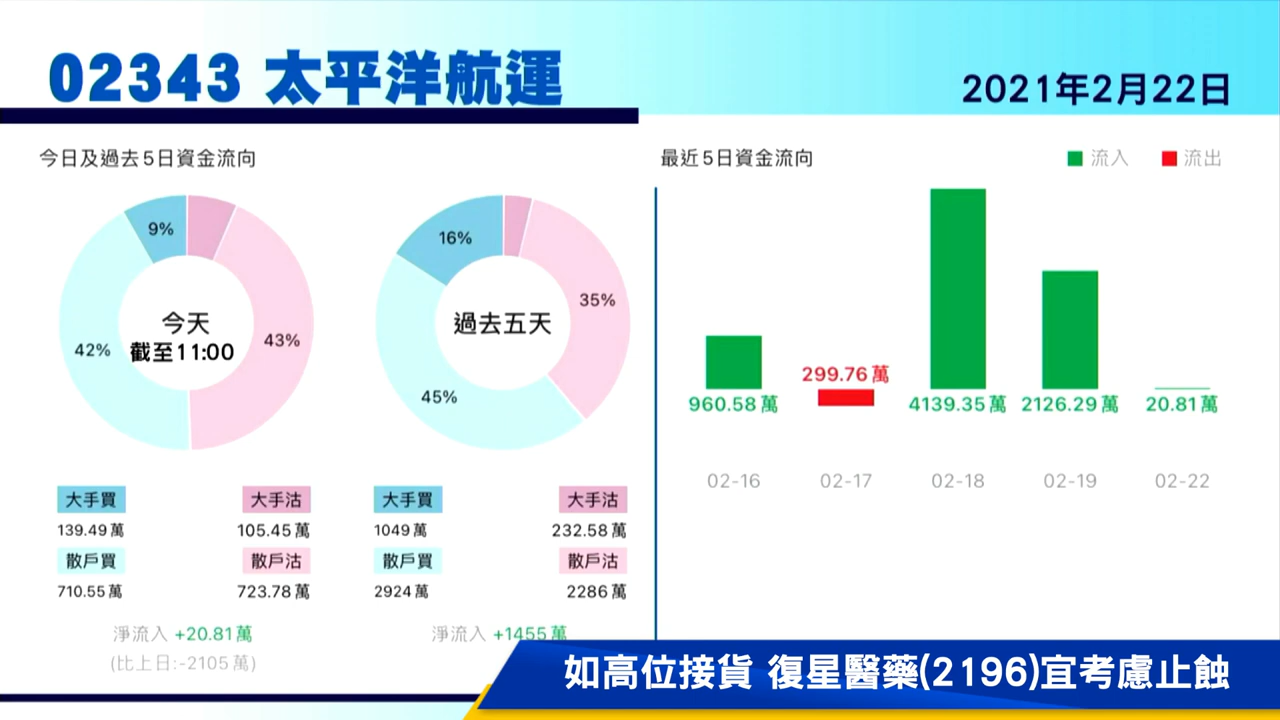 02343 太平洋航運
2021年2月22日
今日及過去5日資金流向
9%
43%
42%
今天
截至11:00
16%
35%
45%
過去五天
大手買
大手沽
139.49萬
105.45萬
散戶買
散戶沽
710.55萬
723.78萬
淨流入 +20.81萬
(比上日:-2105萬)
大手買
大手沽
1049萬
232.58萬
散戶買
散戶沽
2924萬
2286萬
淨流入 +1455萬
最近5日資金流向
流入
流出
960.58萬
299.76萬
4139.35萬
2126.29萬
20.81萬
02-16
02-17
02-18
02-19
02-22
如高位接貨 復星醫藥(2196)宜考慮止蝕